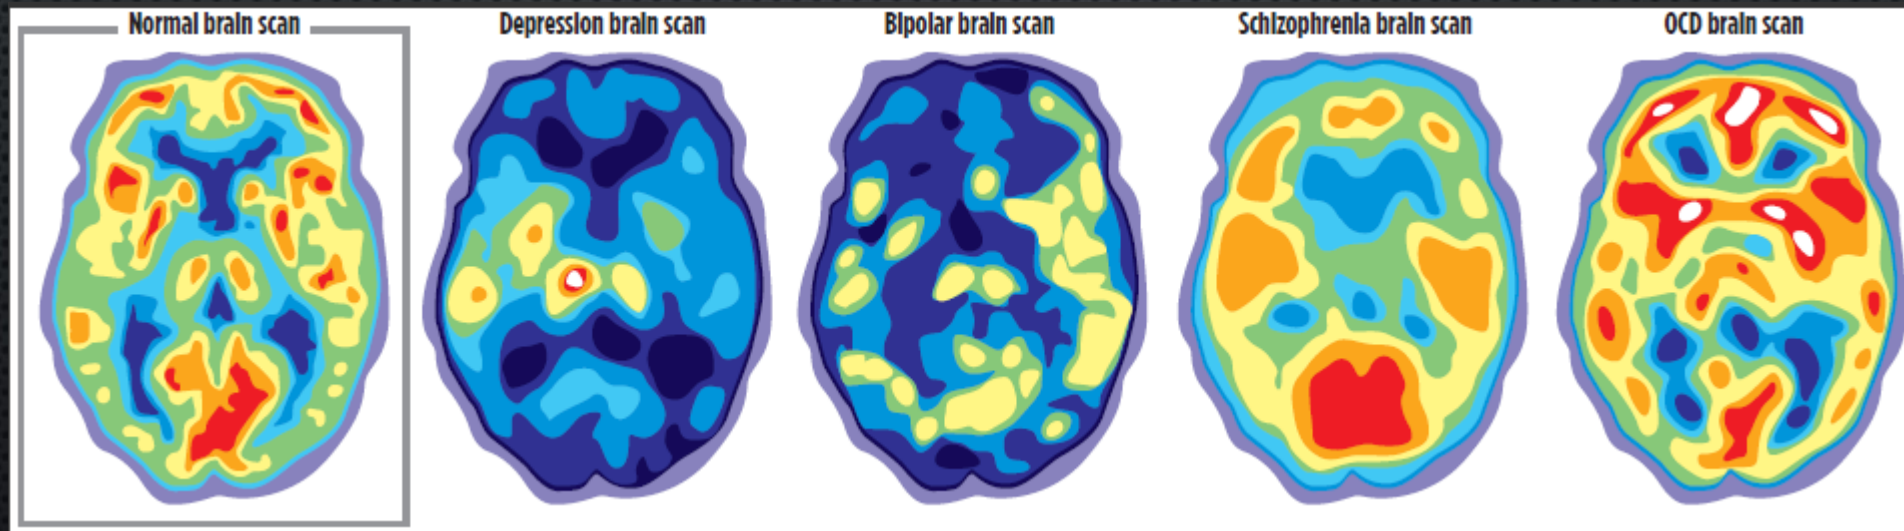 Normal brain scan
Depression brain scan
Bipolar brain scan
Schizophrenia brain scan
OCD brain scan